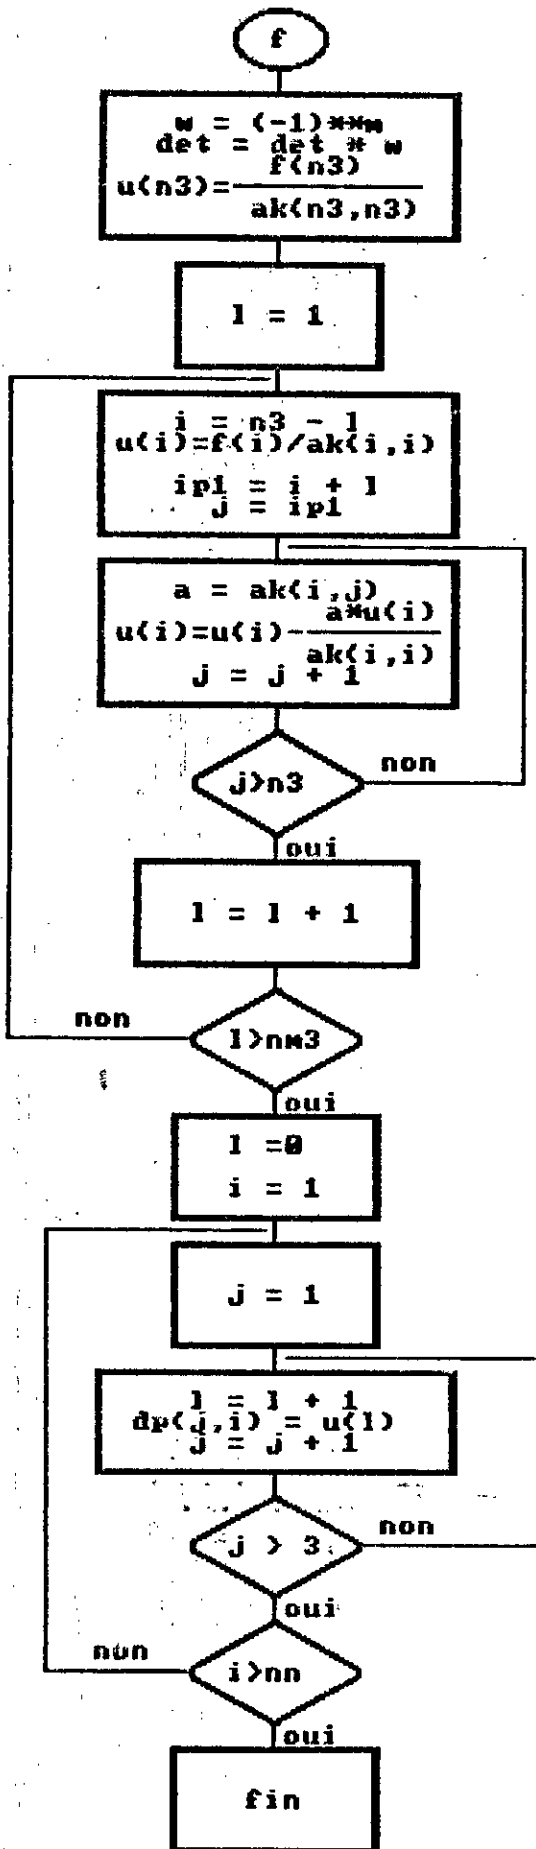 f
w = (-1)**m
det = det * w
u(n3)=f(n3)
ak(n3,n3)
l = 1
i = n3 - l
u(i)=f(i)/ak(i,i)
ip1 = i + 1
j = ip1
a = ak(i,j)
u(i)=u(i)-a*u(i)
ak(i,i)
j = j + 1
j>n3
non
oui
l = l + 1
non
l>nm3
oui
l =0
i = 1
j = 1
l = l + 1
dp(j,i) = u(l)
j = j + 1
j > 3
non
oui
non
i>nn
oui
fin